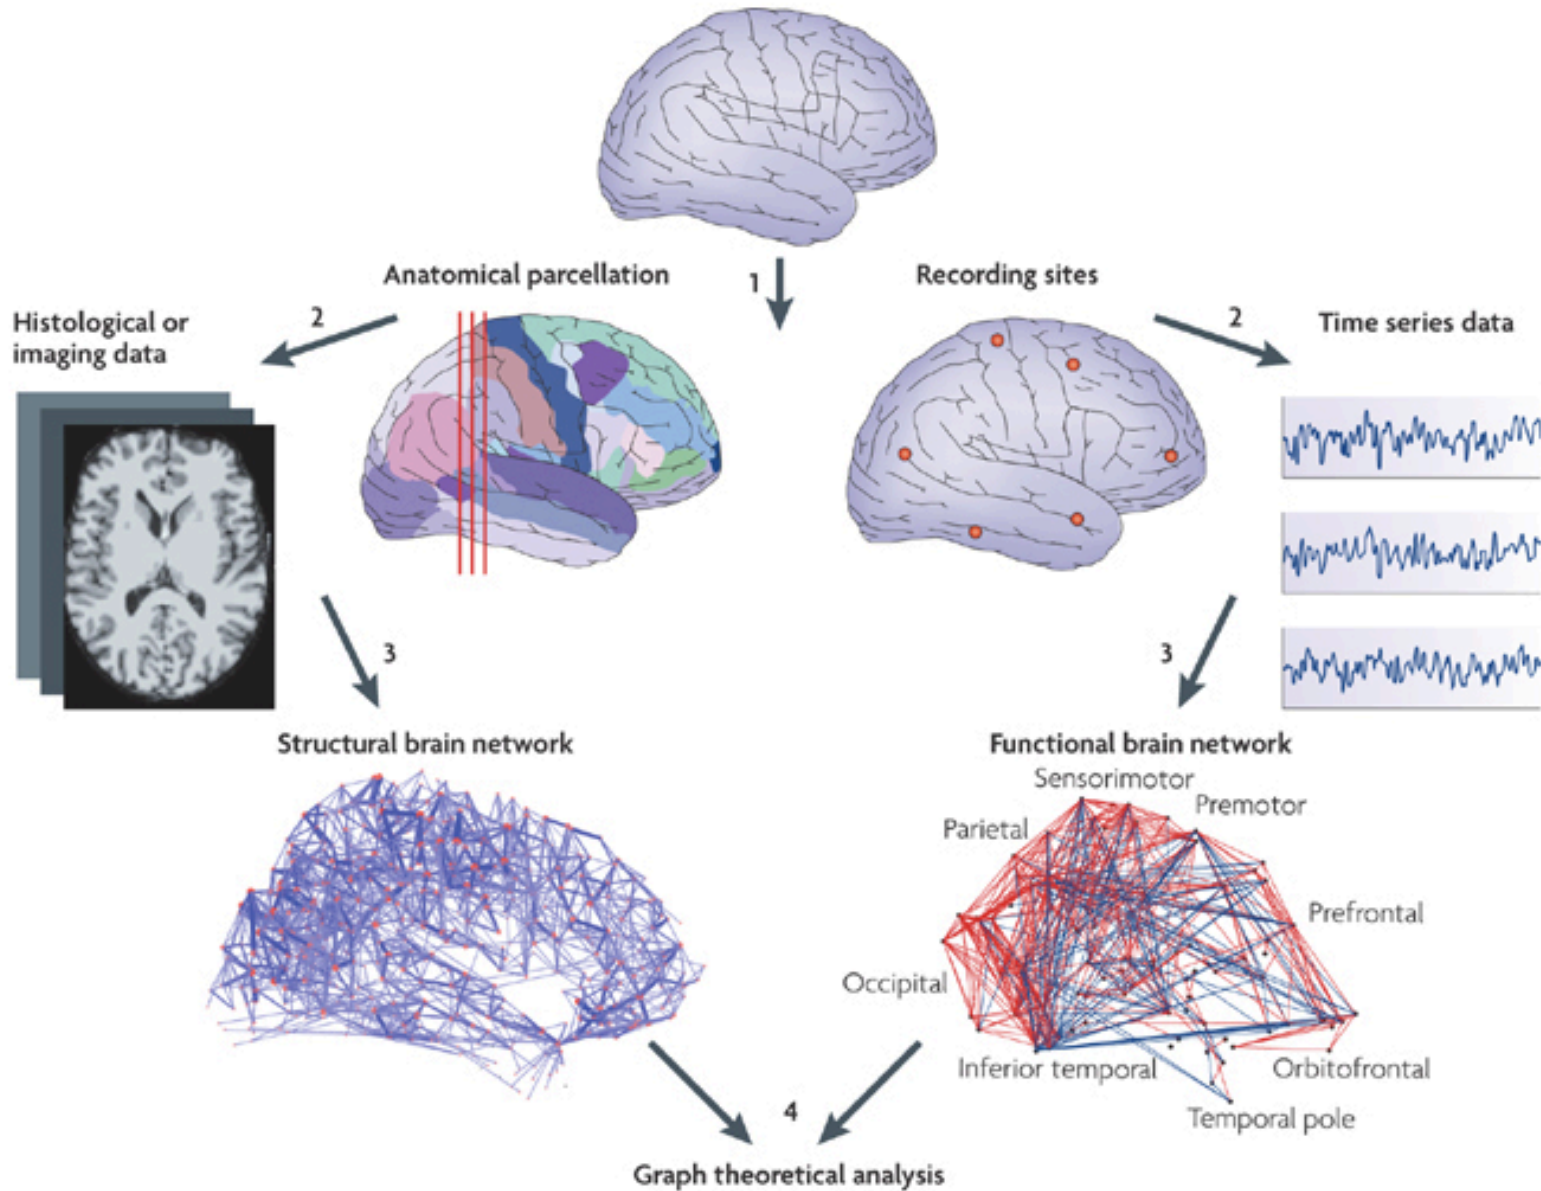 Anatomical parcellation
1
Recording sites
Histological or
imaging data
2
2
Time series data
3
3
Structural brain network
Functional brain network
Sensorimotor
Premotor
Parietal
Prefrontal
Occipital
Inferior temporal
Orbitofrontal
Temporal pole
4
Graph theoretical analysis